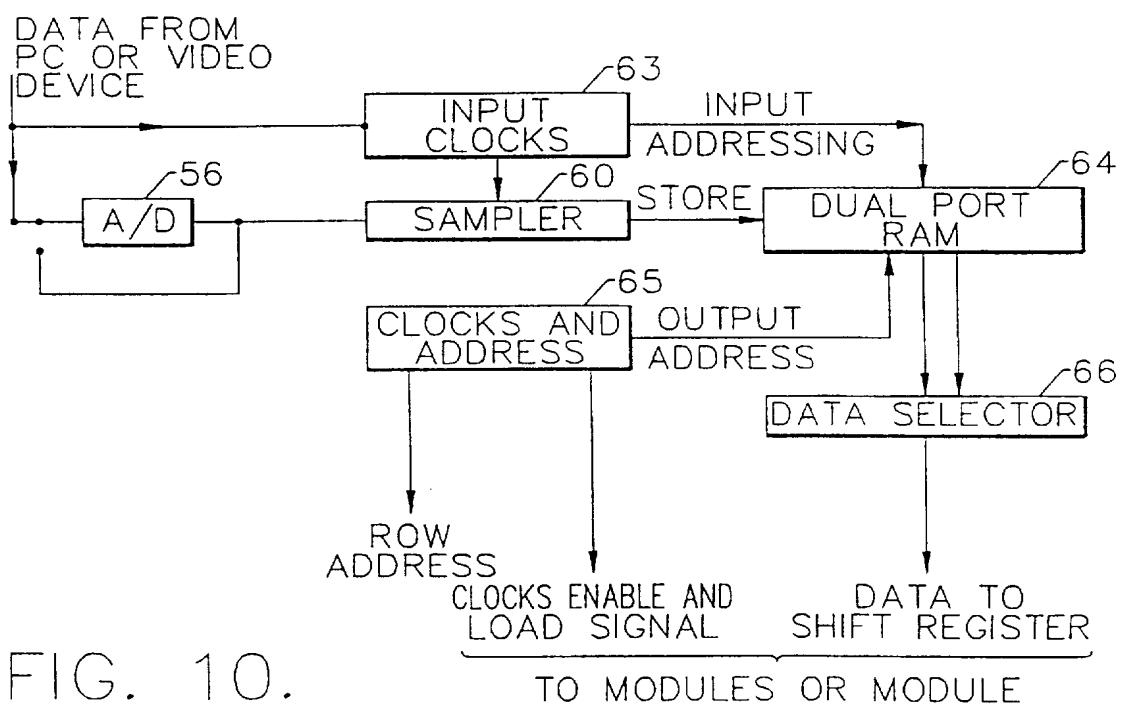 DATA FROM
PC OR VIDEO
DEVICE
63
INPUT
CLOCKS
INPUT
ADDRESSING
56
A/D
60
SAMPLER
STORE
64
DUAL PORT
RAM
65
CLOCKS AND
ADDRESS
OUTPUT
ADDRESS
66
DATA SELECTOR
ROW
ADDRESS
CLOCKS ENABLE AND
LOAD SIGNAL
DATA TO
SHIFT REGISTER
TO MODULES OR MODULE
FIG. 10.